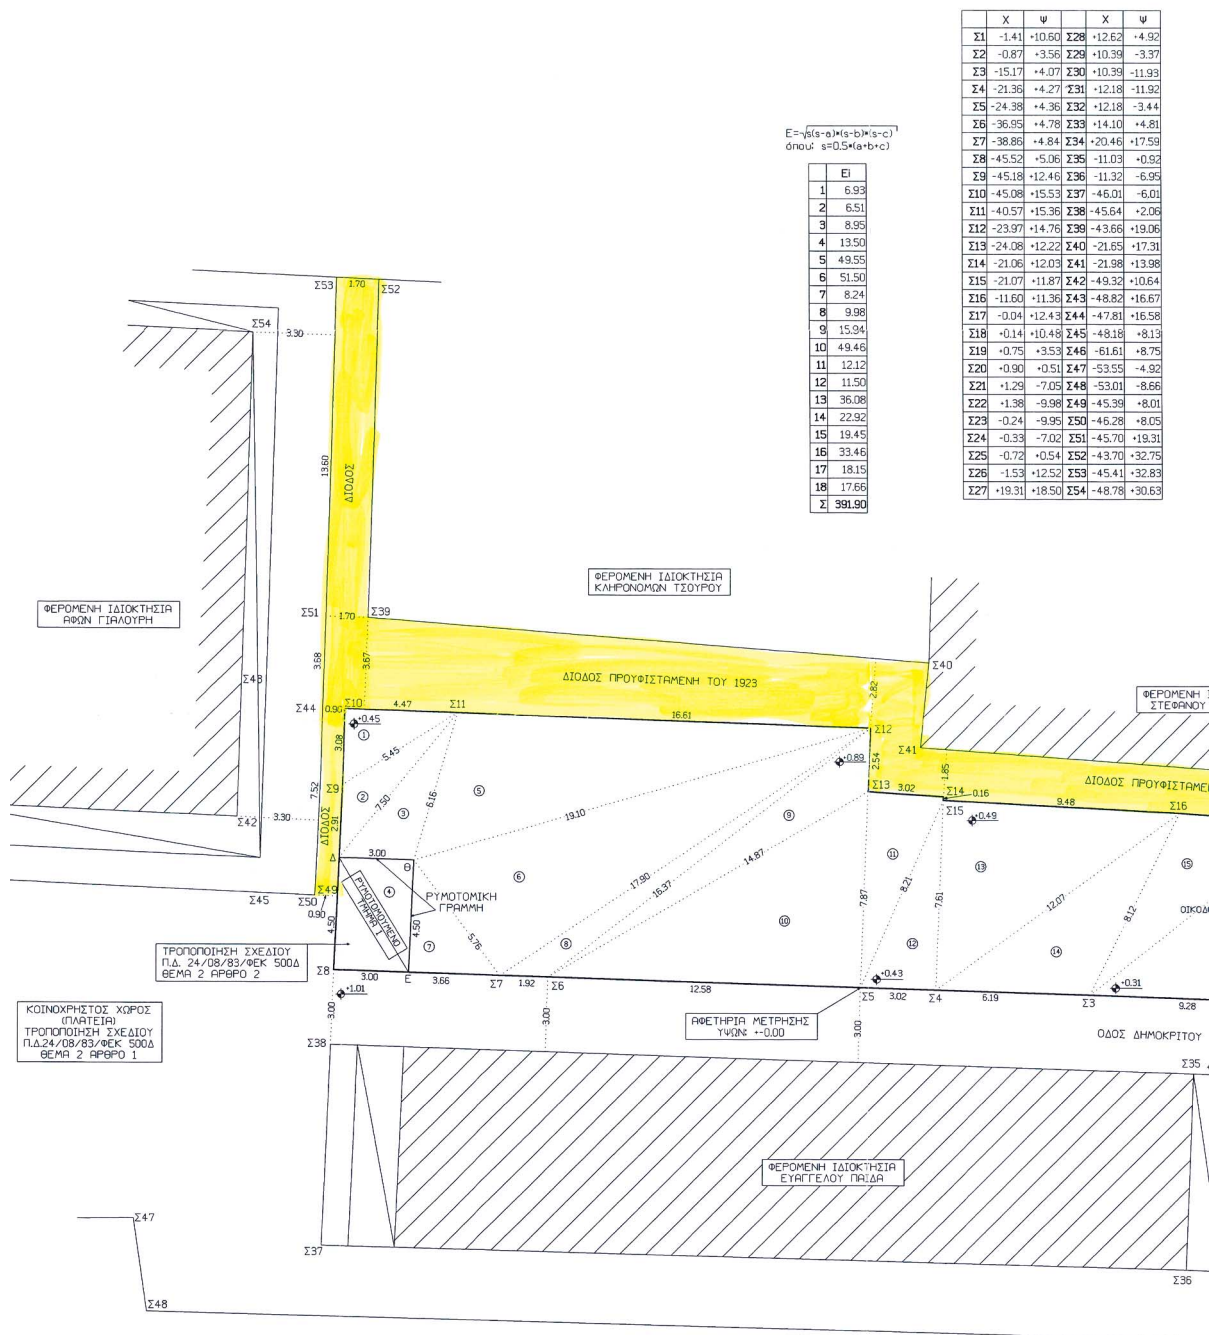 Χ Ψ Χ Ψ
Σ1 -1.41 +10.60 Σ28 +12.62 +4.92
Σ2 -0.87 +3.56 Σ29 +10.39 -3.37
Σ3 -15.17 +4.07 Σ30 +10.39 -11.93
Σ4 -21.36 +4.27 Σ31 +12.18 -11.92
Σ5 -24.38 +4.36 Σ32 +12.18 -3.44
Σ6 -36.95 +4.78 Σ33 +14.10 +4.81
Σ7 -38.86 +4.84 Σ34 +20.46 +17.59
Σ8 -45.52 +5.06 Σ35 -11.03 +0.92
Σ9 -45.18 +12.46 Σ36 -11.32 -6.95
Σ10 -45.08 +15.53 Σ37 -46.01 -6.01
Σ11 -40.57 +15.36 Σ38 -45.64 +2.06
Σ12 -23.97 +14.76 Σ39 -43.66 +19.06
Σ13 -24.08 +12.22 Σ40 -21.65 +17.31
Σ14 -21.06 +12.03 Σ41 -21.98 +13.98
Σ15 -21.07 +11.87 Σ42 -49.32 +10.64
Σ16 -11.60 +11.36 Σ43 -48.82 +16.67
Σ17 -0.04 +12.43 Σ44 -47.81 +16.58
Σ18 +0.14 +10.48 Σ45 -48.18 +8.13
Σ19 +0.75 +3.53 Σ46 -61.61 +8.75
Σ20 +0.90 +0.51 Σ47 -53.55 -4.92
Σ21 +1.29 -7.05 Σ48 -53.01 -8.66
Σ22 +1.38 -9.98 Σ49 -45.39 +8.01
Σ23 -0.24 -9.95 Σ50 -46.28 +8.05
Σ24 -0.33 -7.02 Σ51 -45.70 +19.31
Σ25 -0.72 +0.54 Σ52 -43.70 +32.75
Σ26 -1.53 +12.52 Σ53 -45.41 +32.83
Σ27 +19.31 +18.50 Σ54 -48.78 +30.63
E=√s(s-a)*(s-b)*(s-c)
όπου: s=0.5*(a+b+c)
Ei
1 6.93
2 6.51
3 8.95
4 13.50
5 49.55
6 51.50
7 8.24
8 9.98
9 15.94
10 49.46
11 12.12
12 11.50
13 36.08
14 22.92
15 19.45
16 33.46
17 18.15
18 17.66
Σ 391.90
Σ53 1.70 Σ52
Σ54 3.30
13.60
ΔΙΟΔΟΣ
ΦΕΡΟΜΕΝΗ ΙΔΙΟΚΤΗΣΙΑ
ΚΛΗΡΟΝΟΜΩΝ ΤΣΟΥΡΟΥ
ΦΕΡΟΜΕΝΗ ΙΔΙΟΚΤΗΣΙΑ
ΑΦΩΝ ΓΙΑΛΟΥΡΗ
Σ51 1.70 Σ39
3.68 3.67
Σ40
Σ43
ΔΙΟΔΟΣ ΠΡΟΥΦΙΣΤΑΜΕΝΗ ΤΟΥ 1923
2.82
ΦΕΡΟΜΕΝΗ Ι
ΣΤΕΦΑΝΟΥ
Σ44 0.96 Σ10 4.47 Σ11 16.61 Σ12
+0.45
1
3.08 5.45
Σ41
+0.89 2.54
1.85
ΔΙΟΔΟΣ ΠΡΟΥΦΙΣΤΑΜΕ
7.52 Σ9 2 7.50 6.16 5
Σ13 3.02 Σ14 0.16
Σ15 9.48 Σ16
+0.49
Σ42 3.30 ΔΙΟΔΟΣ 2.91 3 19.10 9
Δ 3.00 Θ
14.87 11 13 15
6 17.90 16.37
Σ45 Σ50 Σ49
0.90
4
ΡΥΜΟΤΟΜΟΥΜΕΝΟ
ΤΜΗΜΑ 1
ΡΥΜΟΤΟΜΙΚΗ
ΓΡΑΜΜΗ
7.87 8.21 7.61 12.07 8.12
ΟΙΚΟΔ
4.50 4.50 7 5.76 8 10 12 14
ΤΡΟΠΟΠΟΙΗΣΗ ΣΧΕΔΙΟΥ
Π.Δ. 24/08/83/ΦΕΚ 500Δ
ΘΕΜΑ 2 ΑΡΘΡΟ 2
Σ8 3.00 Ε 3.66 Σ7 1.92 Σ6 12.58 Σ5 3.02 Σ4 6.19 Σ3 9.28
+1.01 +0.43 +0.31
3.00 3.00 3.00
ΚΟΙΝΟΧΡΗΣΤΟΣ ΧΩΡΟΣ
(ΠΛΑΤΕΙΑ)
ΤΡΟΠΟΠΟΙΗΣΗ ΣΧΕΔΙΟΥ
Π.Δ.24/08/83/ΦΕΚ 500Δ
ΘΕΜΑ 2 ΑΡΘΡΟ 1
ΑΦΕΤΗΡΙΑ ΜΕΤΡΗΣΗΣ
ΥΨΩΝ: +-0.00
ΟΔΟΣ ΔΗΜΟΚΡΙΤΟΥ
Σ38
Σ35
ΦΕΡΟΜΕΝΗ ΙΔΙΟΚΤΗΣΙΑ
ΕΥΑΓΓΕΛΟΥ ΠΑΪΔΑ
Σ47
Σ37
Σ36
Σ48